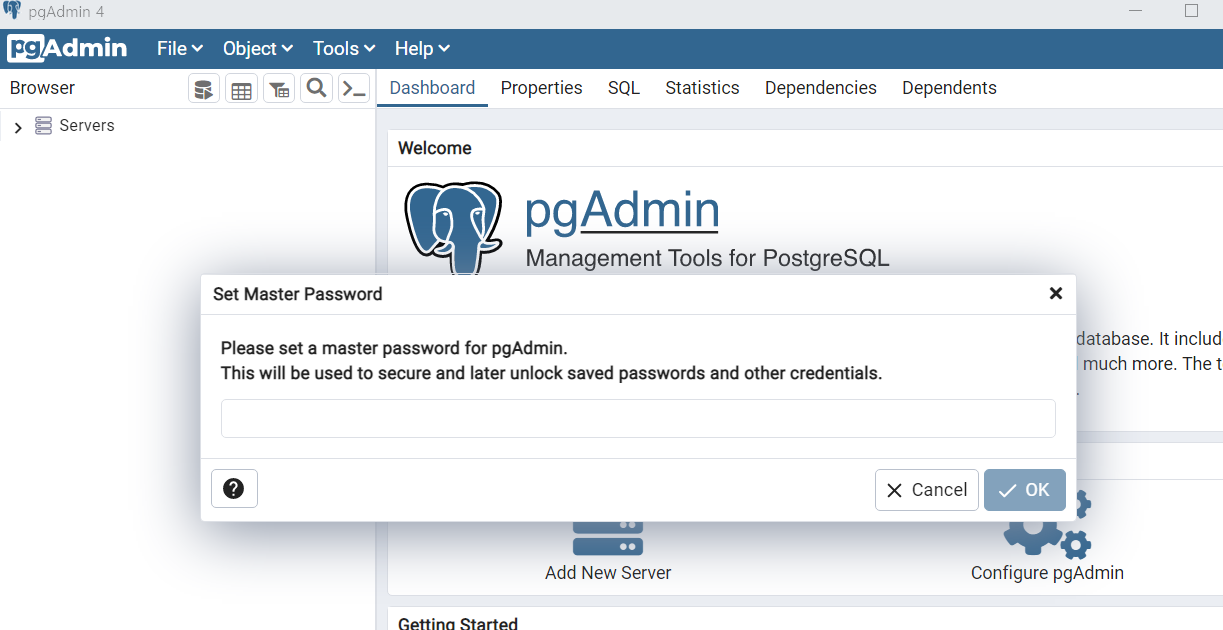 pgAdmin 4
pgAdmin File Object Tools Help
Browser Dashboard Properties SQL Statistics Dependencies Dependents
Servers
Welcome
pgAdmin
Management Tools for PostgreSQL
Set Master Password
Please set a master password for pgAdmin.
This will be used to secure and later unlock saved passwords and other credentials.
database. It includ
much more. The t
Cancel OK
Add New Server Configure pgAdmin
Getting Started